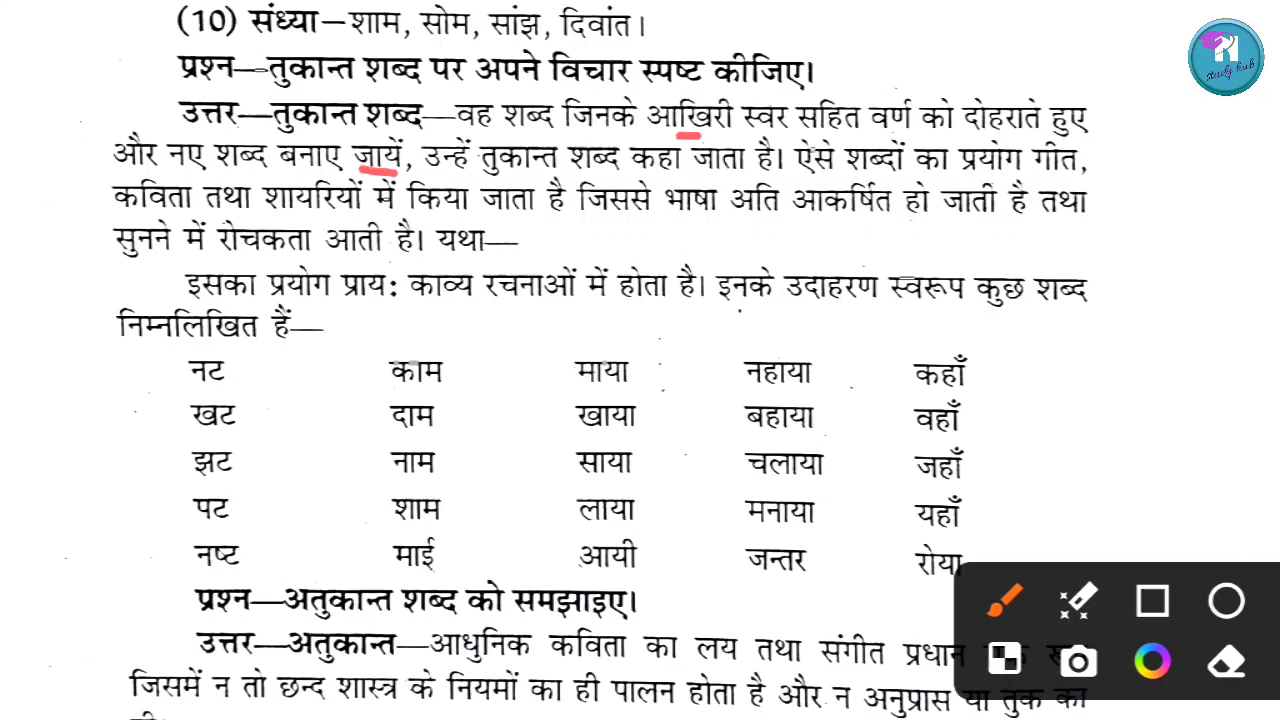 (10) संध्या—शाम, सोम, सांझ, दिवांत।
प्रश्न—तुकान्त शब्द पर अपने विचार स्पष्ट कीजिए।
उत्तर—तुकान्त शब्द—वह शब्द जिनके आखिरी स्वर सहित वर्ण को दोहराते हुए
और नए शब्द बनाए जायें, उन्हें तुकान्त शब्द कहा जाता है। ऐसे शब्दों का प्रयोग गीत,
कविता तथा शायरियों में किया जाता है जिससे भाषा अति आकर्षित हो जाती है तथा
सुनने में रोचकता आती है। यथा—
इसका प्रयोग प्राय: काव्य रचनाओं में होता है। इनके उदाहरण स्वरूप कुछ शब्द
निम्नलिखित हैं—
नट काम माया नहाया कहाँ
खट दाम खाया बहाया वहाँ
झट नाम साया चलाया जहाँ
पट शाम लाया मनाया यहाँ
नष्ट माई आयी जन्तर रोया
प्रश्न—अतुकान्त शब्द को समझाइए।
उत्तर—अतुकान्त—आधुनिक कविता का लय तथा संगीत प्रधान
जिसमें न तो छन्द शास्त्र के नियमों का ही पालन होता है और न अनुप्रास या तुक का
study hub